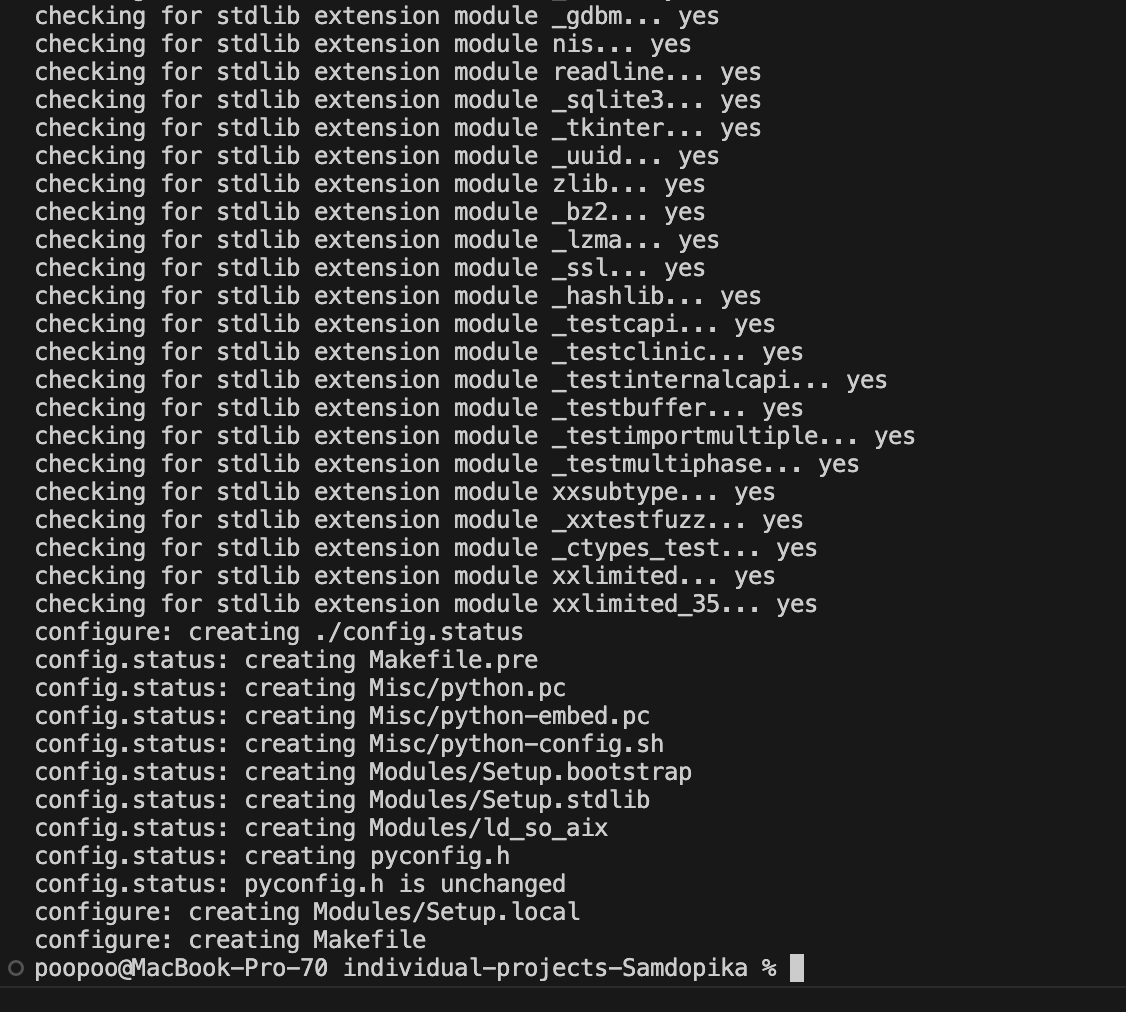 checking for stdlib extension module _gdbm... yes
checking for stdlib extension module nis... yes
checking for stdlib extension module readline... yes
checking for stdlib extension module _sqlite3... yes
checking for stdlib extension module _tkinter... yes
checking for stdlib extension module _uuid... yes
checking for stdlib extension module zlib... yes
checking for stdlib extension module _bz2... yes
checking for stdlib extension module _lzma... yes
checking for stdlib extension module _ssl... yes
checking for stdlib extension module _hashlib... yes
checking for stdlib extension module _testcapi... yes
checking for stdlib extension module _testclinic... yes
checking for stdlib extension module _testinternalcapi... yes
checking for stdlib extension module _testbuffer... yes
checking for stdlib extension module _testimportmultiple... yes
checking for stdlib extension module _testmultiphase... yes
checking for stdlib extension module xxsubtype... yes
checking for stdlib extension module _xxtestfuzz... yes
checking for stdlib extension module _ctypes_test... yes
checking for stdlib extension module xxlimited... yes
checking for stdlib extension module xxlimited_35... yes
configure: creating ./config.status
config.status: creating Makefile.pre
config.status: creating Misc/python.pc
config.status: creating Misc/python-embed.pc
config.status: creating Misc/python-config.sh
config.status: creating Modules/Setup.bootstrap
config.status: creating Modules/Setup.stdlib
config.status: creating Modules/ld_so_aix
config.status: creating pyconfig.h
config.status: pyconfig.h is unchanged
configure: creating Modules/Setup.local
configure: creating Makefile
poopoo@MacBook-Pro-70 individual-projects-Samdopika %